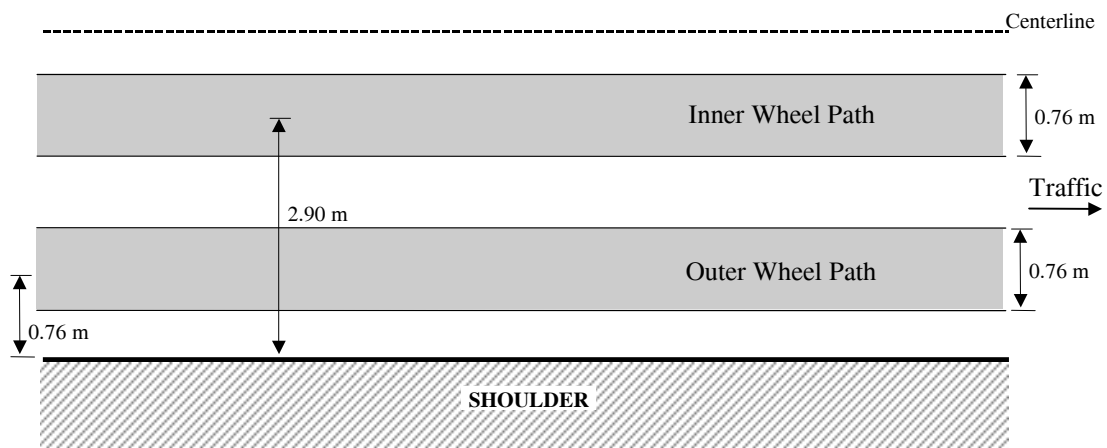 Centerline
Inner Wheel Path
0.76 m
Traffic
2.90 m
Outer Wheel Path
0.76 m
0.76 m
SHOULDER